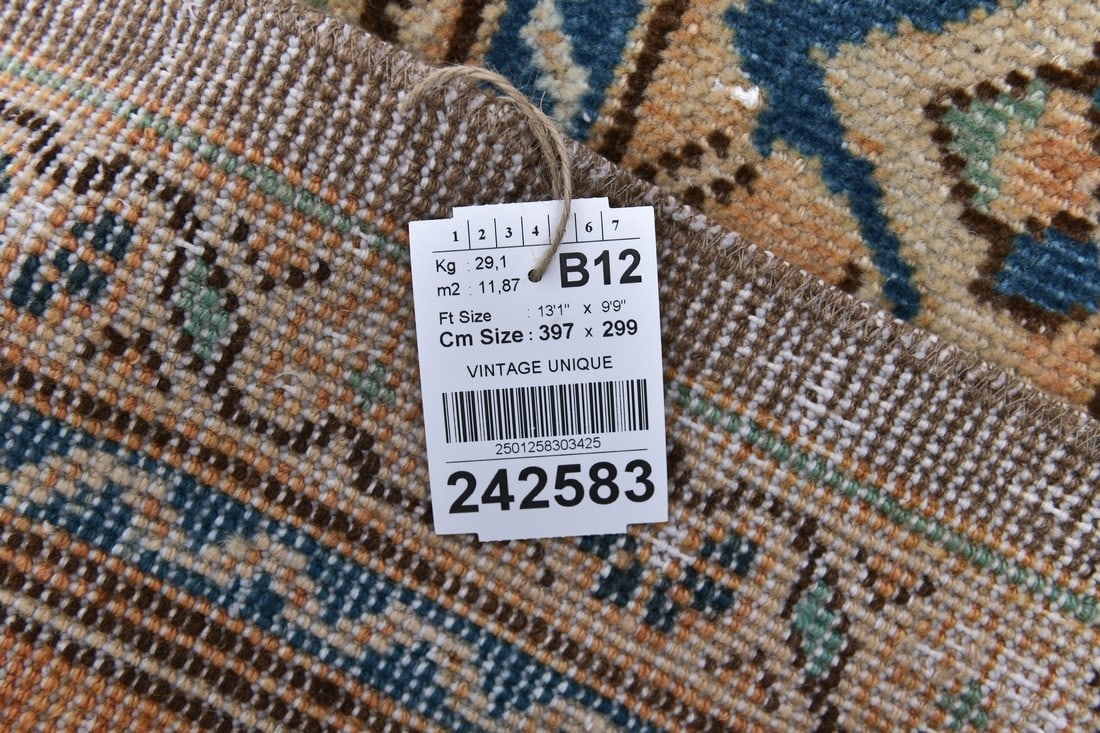 1 2 3 4 6 7
Kg : 29,1
B12
m2 : 11,87
Ft Size : 13'1" x 9'9"
Cm Size : 397 x 299
VINTAGE UNIQUE
2501258303425
242583